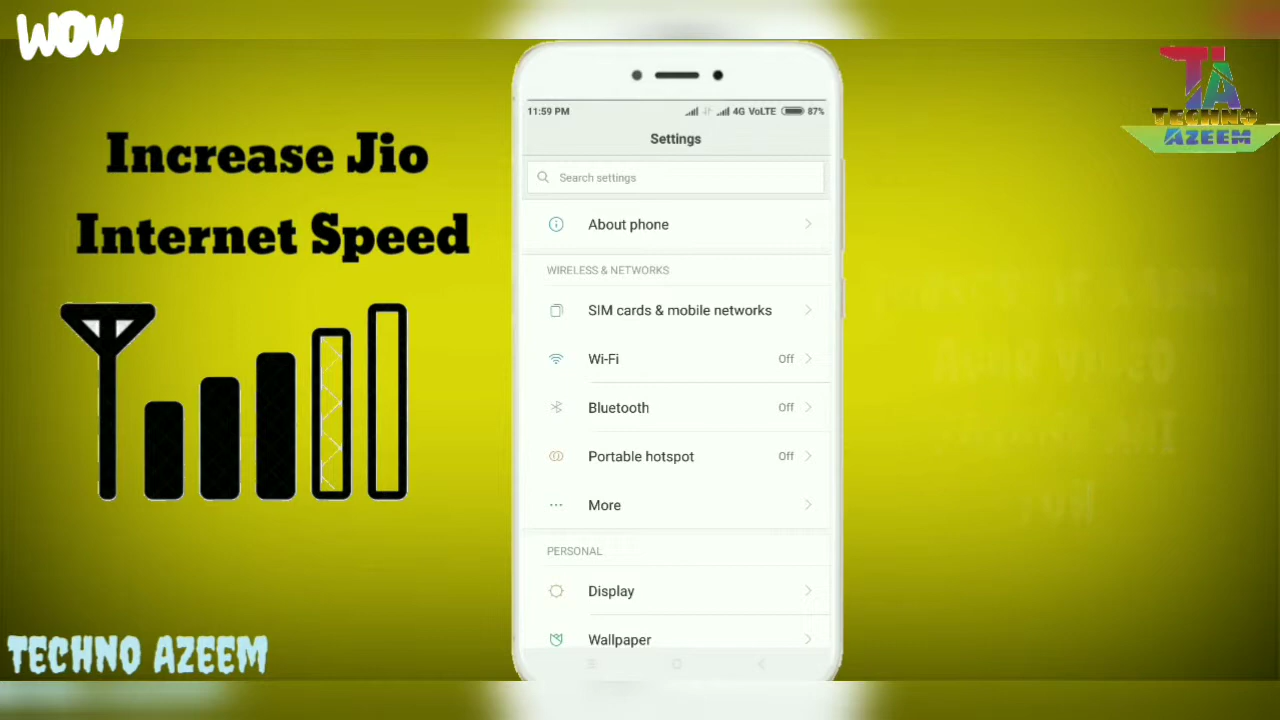 WOW
TECHNO
AZEEM
Increase Jio
Internet Speed
11:59 PM
4G VoLTE
87%
Settings
Search settings
About phone
WIRELESS & NETWORKS
SIM cards & mobile networks
Wi-Fi Off
Bluetooth Off
Portable hotspot Off
More
PERSONAL
Display
Wallpaper
TECHNO AZEEM